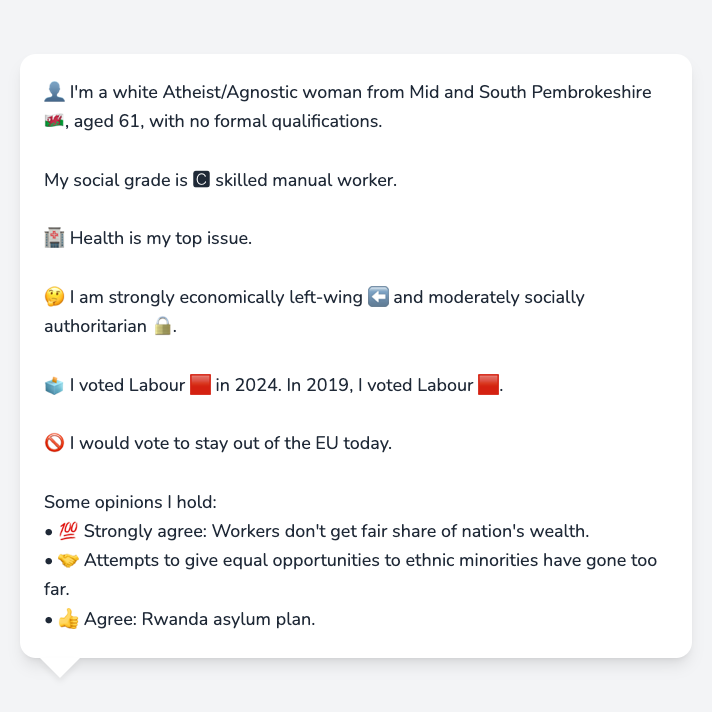 👤 I'm a white Atheist/Agnostic woman from Mid and South Pembrokeshire
🏴󠁧󠁢󠁷󠁬󠁳󠁿, aged 61, with no formal qualifications.
My social grade is 🅲 skilled manual worker.
🏥 Health is my top issue.
🤔 I am strongly economically left-wing ⬅️ and moderately socially
authoritarian 🔒.
🗳️ I voted Labour 🟥 in 2024. In 2019, I voted Labour 🟥.
🚫 I would vote to stay out of the EU today.
Some opinions I hold:
• 💯 Strongly agree: Workers don't get fair share of nation's wealth.
• 🤝 Attempts to give equal opportunities to ethnic minorities have gone too
far.
• 👍 Agree: Rwanda asylum plan.